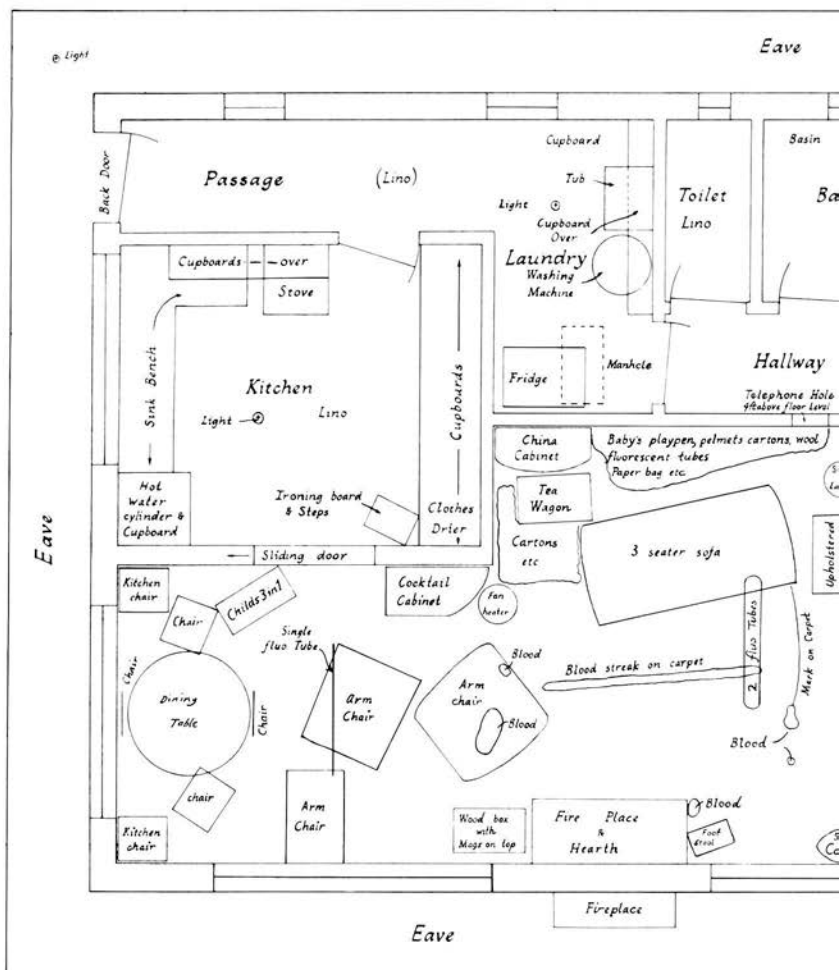 Eave
Light
Back Door
Passage
(Lino)
Cupboard
Tub
Light
Cupboard
Over
Laundry
Washing
Machine
Toilet
Lino
Basin
Cupboards over
Stove
Sink Bench
Kitchen
Lino
Light
Cupboards
Fridge
Manhole
Hallway
Telephone Hole
4ft above floor Level
Hot
Water
cylinder &
Cupboard
Ironing board
& Steps
Clothes
Drier
Sliding door
Eave
China
Cabinet
Baby's playpen, pelmets cartons, wool
fluorescent tubes
Paper bag etc.
Tea
Wagon
Cartons
etc
3 seater sofa
Upholstered
Kitchen
chair
Chair
Childs 3 in 1
Cocktail
Cabinet
Fan
heater
Single
fluo Tube
Arm
Chair
Arm
chair
Blood
Blood
Blood streak on carpet
2 fluo Tubes
Mark on Carpet
Blood
Chair
Dining
Table
Chair
chair
Kitchen
chair
Arm
Chair
Wood box
with
Mags on top
Fire Place
&
Hearth
Blood
Foot
Stool
Fireplace
Eave